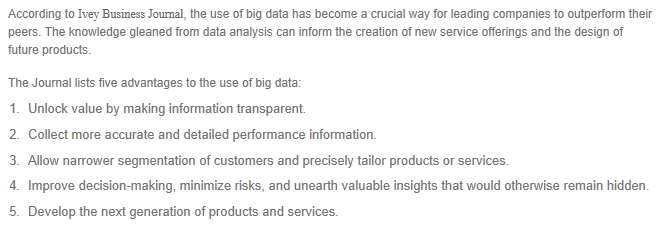 According to Ivey Business Journal, the use of big data has become a crucial way for leading companies to outperform their
peers. The knowledge gleaned from data analysis can inform the creation of new service offerings and the design of
future products.
The Journal lists five advantages to the use of big data:
1. Unlock value by making information transparent.
2. Collect more accurate and detailed performance information.
3. Allow narrower segmentation of customers and precisely tailor products or services.
4. Improve decision-making, minimize risks, and unearth valuable insights that would otherwise remain hidden.
5. Develop the next generation of products and services.